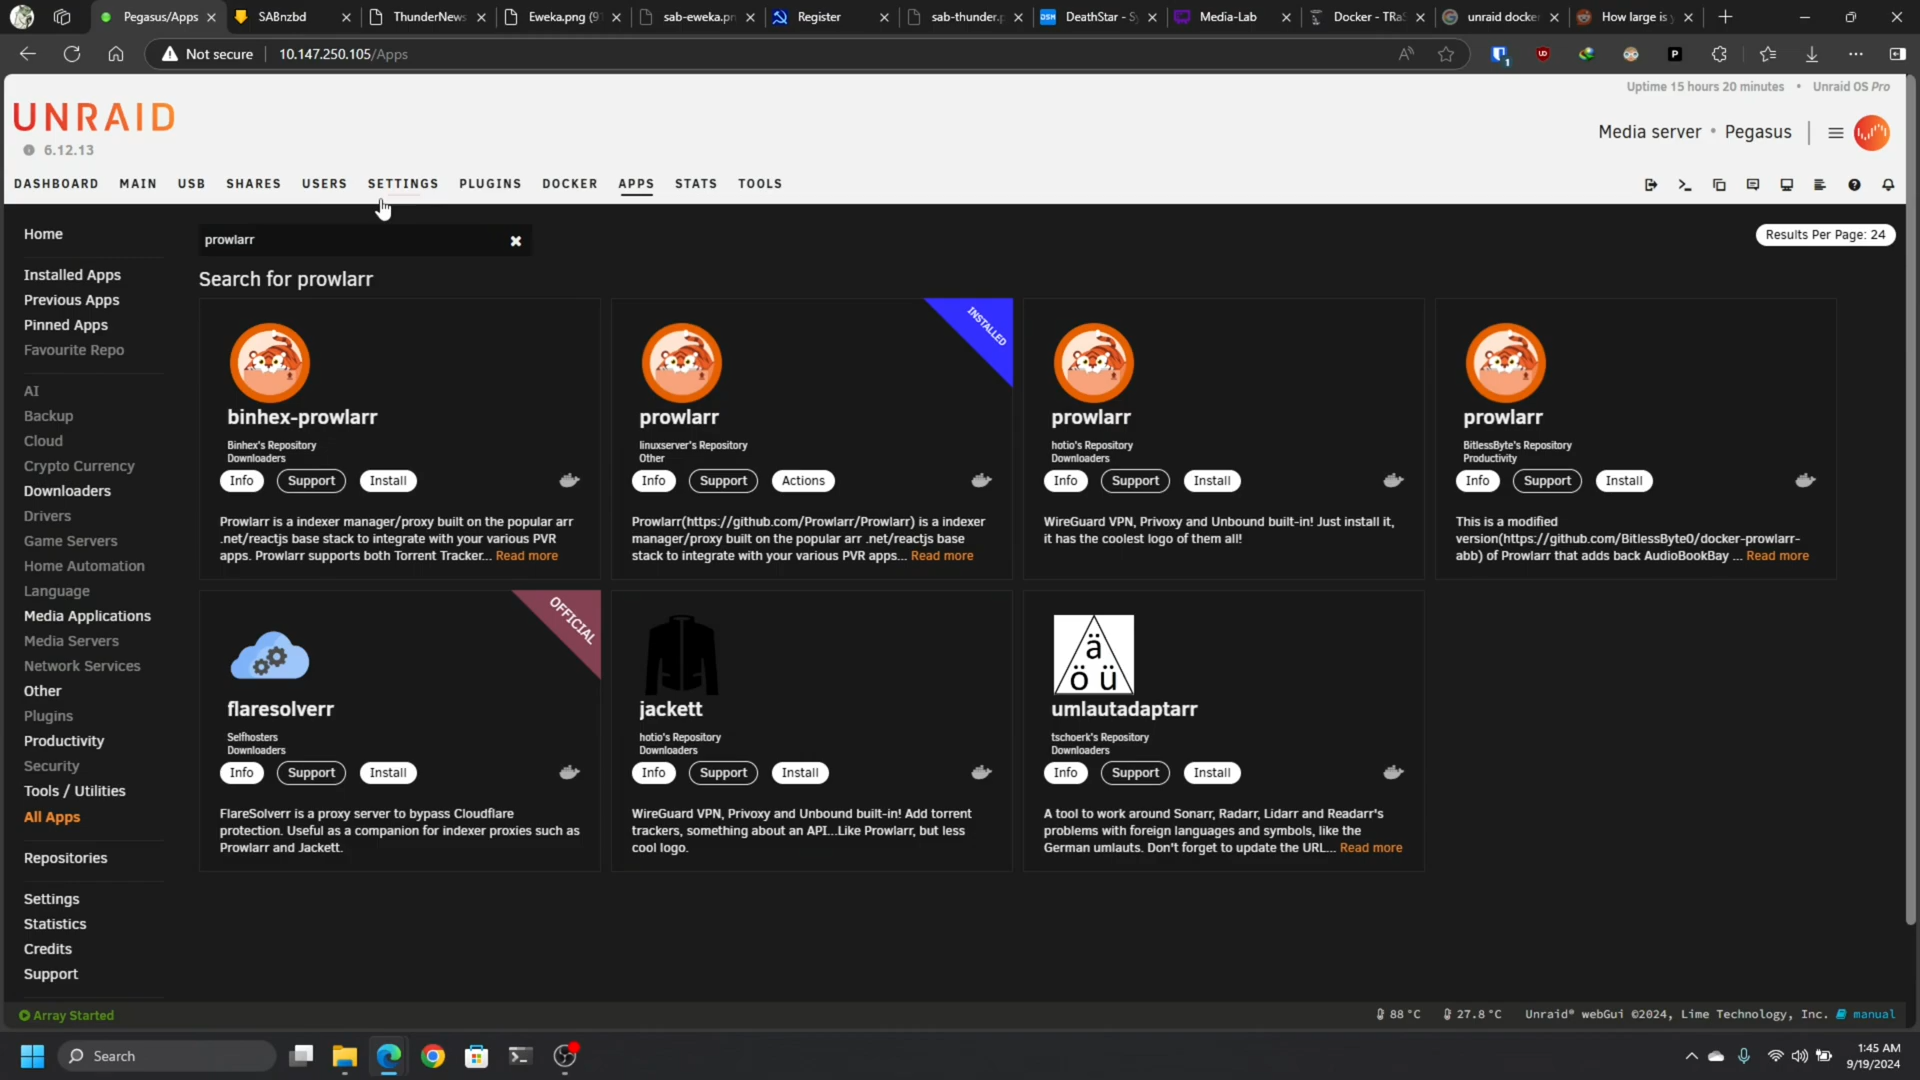 Pegasus/Apps
SABnzbd
ThunderNews
Eweka.png (9
sab-eweka.pn
Register
sab-thunder.p
DSM
DeathStar - Sy
Media-Lab
Docker - TRaS
unraid docke
How large is y
Not secure
10.147.250.105/Apps
1
Uptime 15 hours 20 minutes • Unraid OS Pro
UNRAID
6.12.13
Media server • Pegasus
DASHBOARD MAIN USB SHARES USERS SETTINGS PLUGINS DOCKER APPS STATS TOOLS
Home
Installed Apps
Previous Apps
Pinned Apps
Favourite Repo
AI
Backup
Cloud
Crypto Currency
Downloaders
Drivers
Game Servers
Home Automation
Language
Media Applications
Media Servers
Network Services
Other
Plugins
Productivity
Security
Tools / Utilities
All Apps
Repositories
Settings
Statistics
Credits
Support
prowlarr
Results Per Page: 24
Search for prowlarr
binhex-prowlarr
Binhex's Repository
Downloaders
Info Support Install
Prowlarr is a indexer manager/proxy built on the popular arr
.net/reactjs base stack to integrate with your various PVR
apps. Prowlarr supports both Torrent Tracker... Read more
INSTALLED
prowlarr
linuxserver's Repository
Other
Info Support Actions
Prowlarr(https://github.com/Prowlarr/Prowlarr) is a indexer
manager/proxy built on the popular arr .net/reactjs base
stack to integrate with your various PVR apps... Read more
prowlarr
hotio's Repository
Downloaders
Info Support Install
WireGuard VPN, Privoxy and Unbound built-in! Just install it,
it has the coolest logo of them all!
prowlarr
BitlessByte's Repository
Productivity
Info Support Install
This is a modified
version(https://github.com/BitlessByte0/docker-prowlarr-
abb) of Prowlarr that adds back AudioBookBay ... Read more
OFFICIAL
flaresolverr
Selfhosters
Downloaders
Info Support Install
FlareSolverr is a proxy server to bypass Cloudflare
protection. Useful as a companion for indexer proxies such as
Prowlarr and Jackett.
jackett
hotio's Repository
Downloaders
Info Support Install
WireGuard VPN, Privoxy and Unbound built-in! Add torrent
trackers, something about an API...Like Prowlarr, but less
cool logo.
ä
ö ü
umlautadaptarr
tschoerk's Repository
Downloaders
Info Support Install
A tool to work around Sonarr, Radarr, Lidarr and Readarr's
problems with foreign languages and symbols, like the
German umlauts. Don't forget to update the URL... Read more
Array Started
88 °C 27.8 °C Unraid® webGui ©2024, Lime Technology, Inc. manual
Search
1:45 AM
9/19/2024